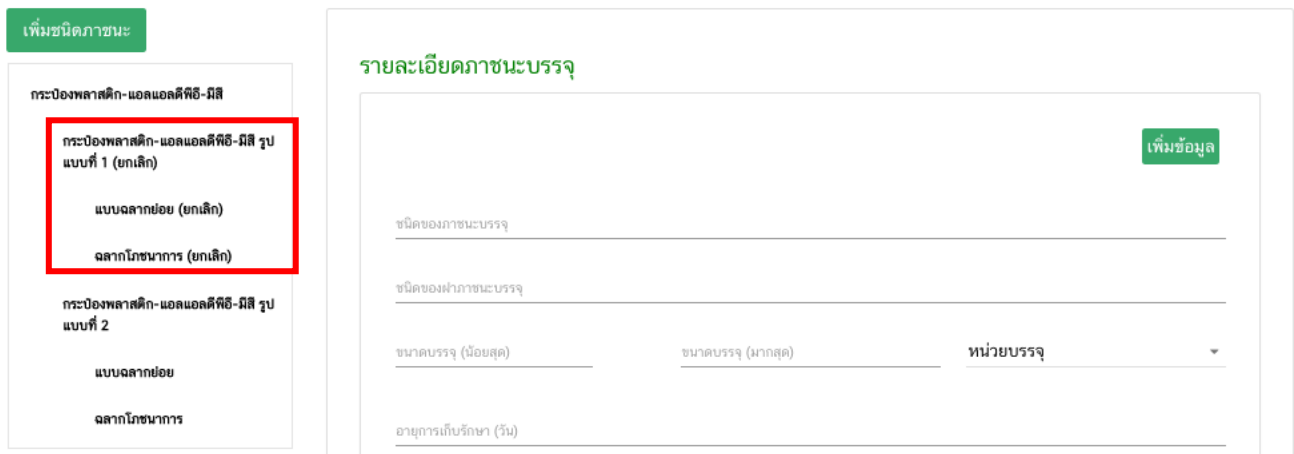 เพิ่มชนิดภาชนะ
กระป๋องพลาสติก-แอลแอลดีพีอี-มีสี
กระป๋องพลาสติก-แอลแอลดีพีอี-มีสี รูป
แบบที่ 1 (ยกเลิก)
แบบฉลากย่อย (ยกเลิก)
ฉลากโภชนาการ (ยกเลิก)
กระป๋องพลาสติก-แอลแอลดีพีอี-มีสี รูป
แบบที่ 2
แบบฉลากย่อย
ฉลากโภชนาการ
รายละเอียดภาชนะบรรจุ
เพิ่มข้อมูล
ชนิดของภาชนะบรรจุ
ชนิดของฝาภาชนะบรรจุ
ขนาดบรรจุ (น้อยสุด)
ขนาดบรรจุ (มากสุด)
หน่วยบรรจุ
อายุการเก็บรักษา (วัน)